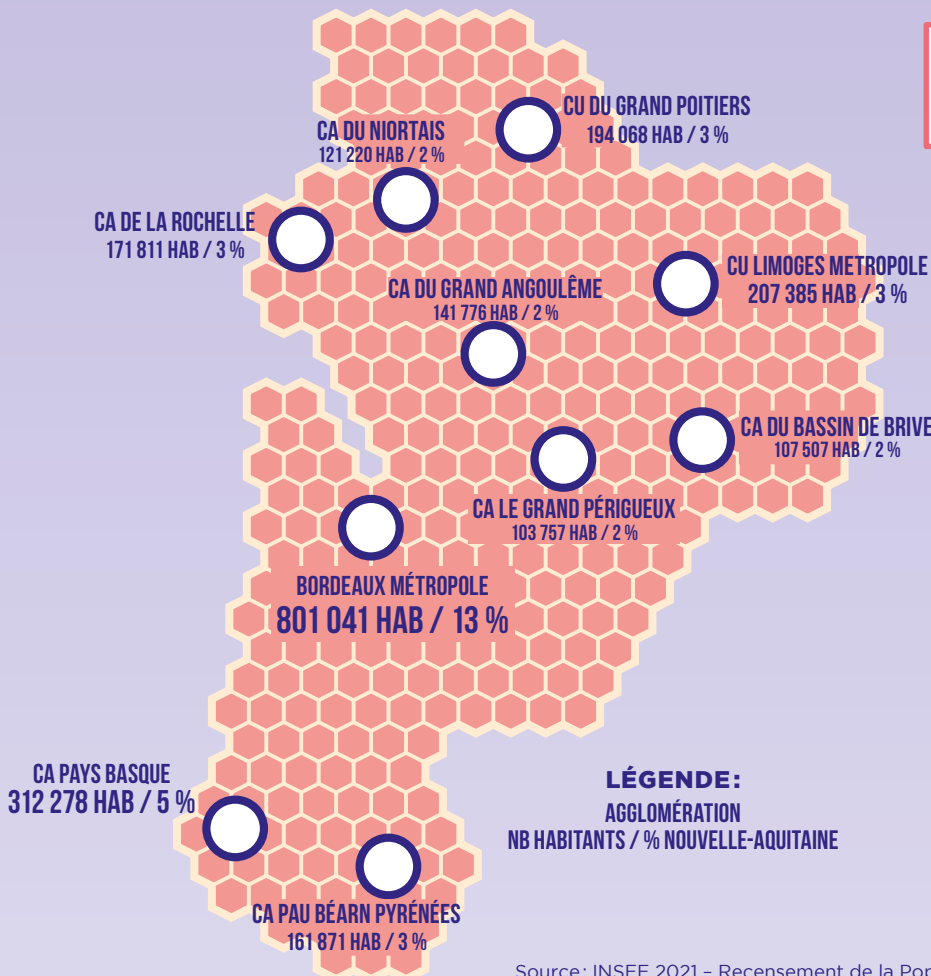 CU DU GRAND POITIERS
194 068 HAB / 3 %
CA DU NIORTAIS
121 220 HAB / 2 %
CA DE LA ROCHELLE
171 811 HAB / 3 %
CU LIMOGES METROPOLE
207 385 HAB / 3 %
CA DU GRAND ANGOULÊME
141 776 HAB / 2 %
CA DU BASSIN DE BRIVE
107 507 HAB / 2 %
CA LE GRAND PÉRIGUEUX
103 757 HAB / 2 %
BORDEAUX MÉTROPOLE
801 041 HAB / 13 %
CA PAYS BASQUE
312 278 HAB / 5 %
LÉGENDE:
AGGLOMÉRATION
NB HABITANTS / % NOUVELLE-AQUITAINE
CA PAU BÉARN PYRÉNÉES
161 871 HAB / 3 %
Source: INSEE 2021 – Recensement de la